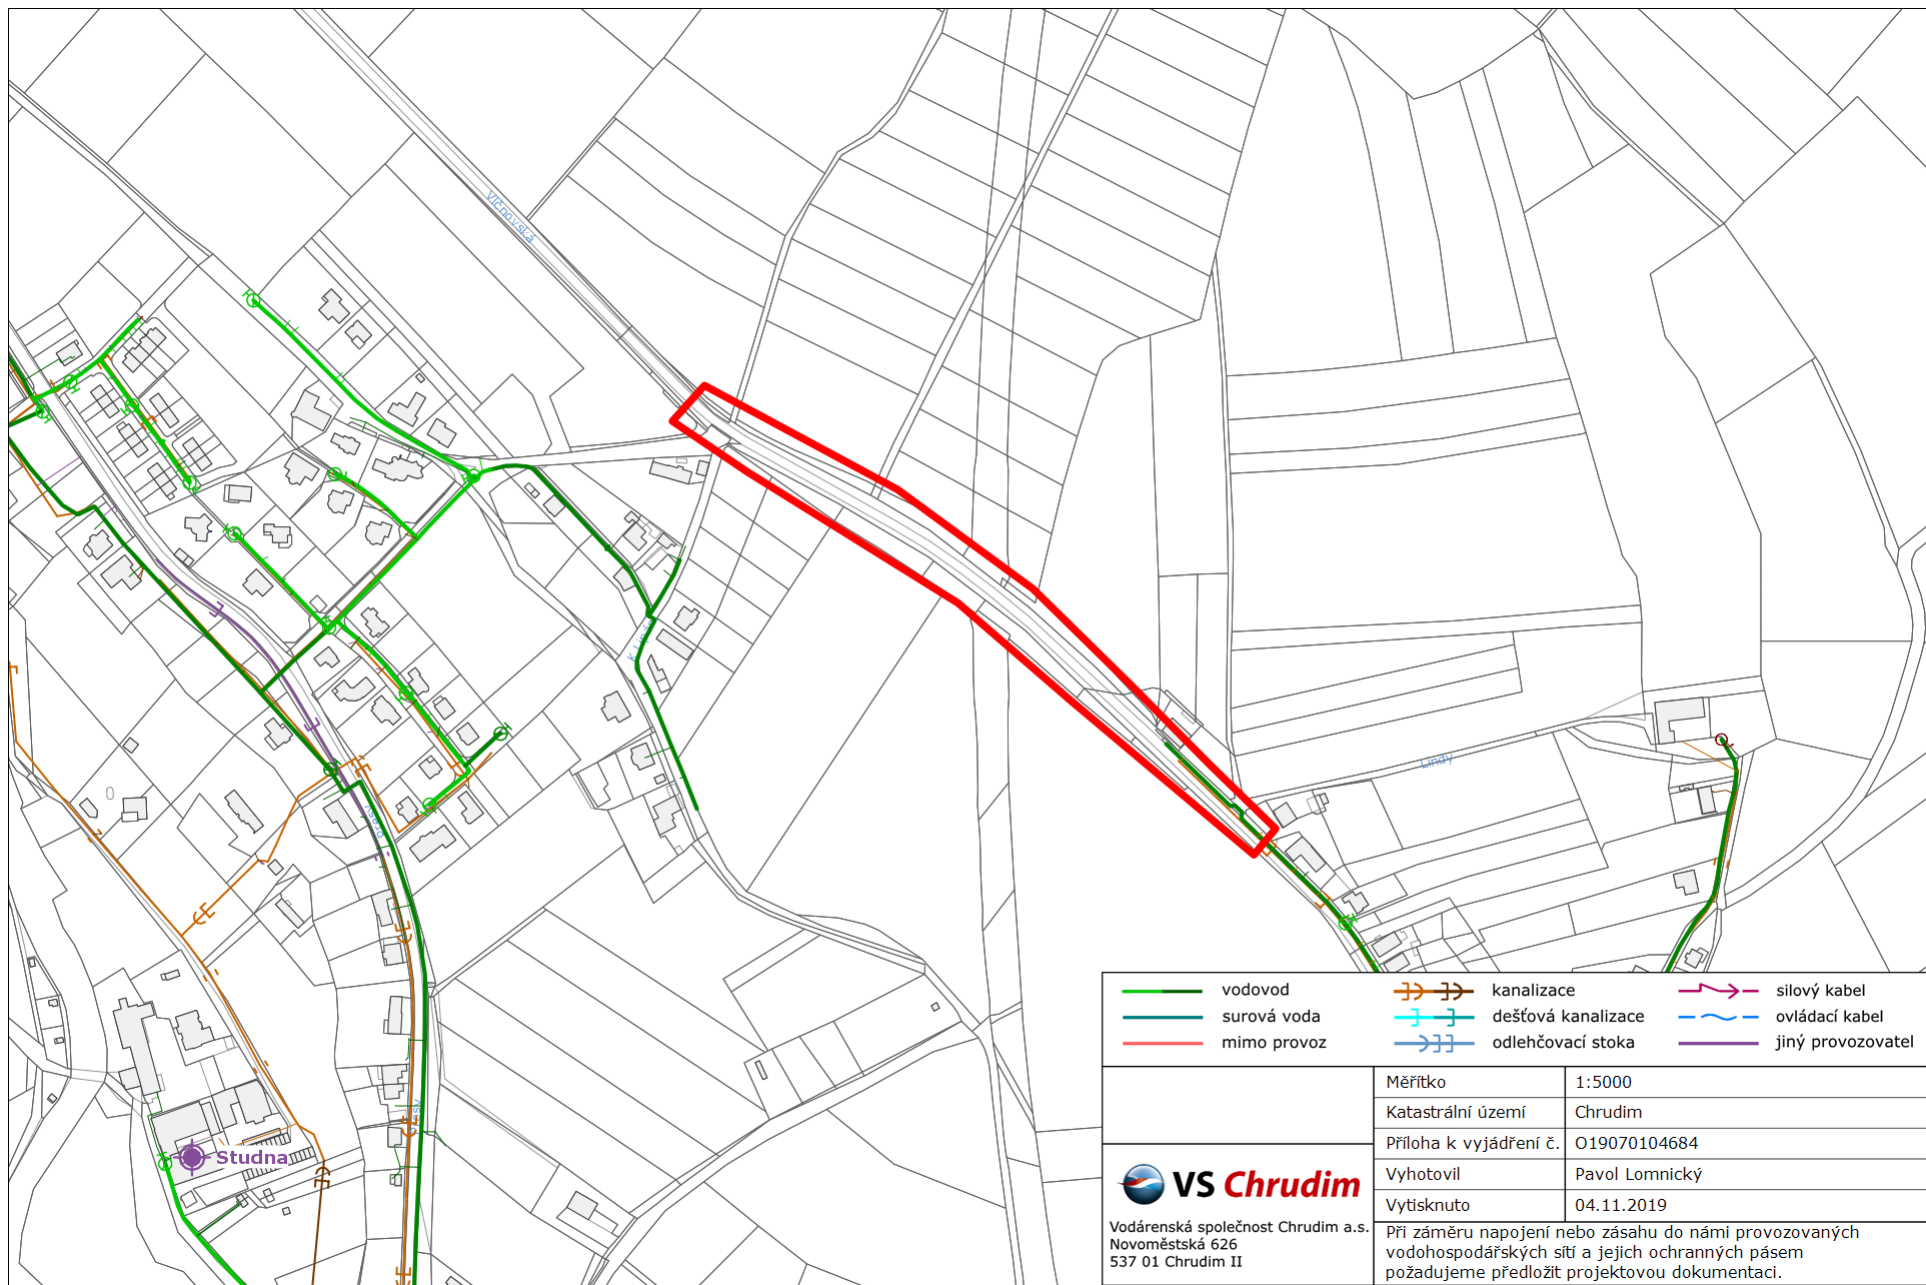 Vlčnovská
K Lipám
Lindy
Studna
vodovod
surová voda
mimo provoz
kanalizace
dešťová kanalizace
odlehčovací stoka
silový kabel
ovládací kabel
jiný provozovatel
Měřítko 1:5000
Katastrální území Chrudim
Příloha k vyjádření č. O19070104684
Vyhotovil Pavol Lomnický
Vytisknuto 04.11.2019
VS Chrudim
Vodárenská společnost Chrudim a.s.
Novoměstská 626
537 01 Chrudim II
Při záměru napojení nebo zásahu do námi provozovaných
vodohospodářských sítí a jejich ochranných pásem
požadujeme předložit projektovou dokumentaci.